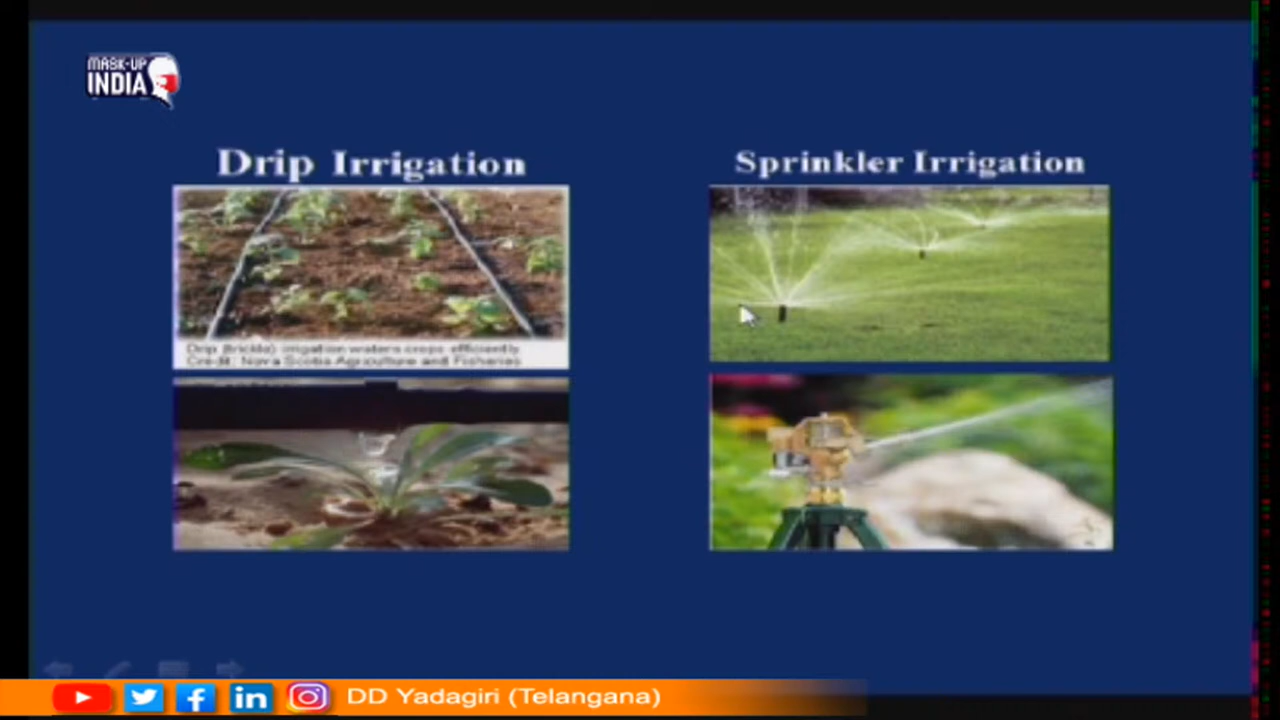 MASK-UP
INDIA
Drip Irrigation
Sprinkler Irrigation
Drip (trickle) irrigation waters crops efficiently
Credit: Nova Scotia Agriculture and Fisheries
in
DD Yadagiri (Telangana)